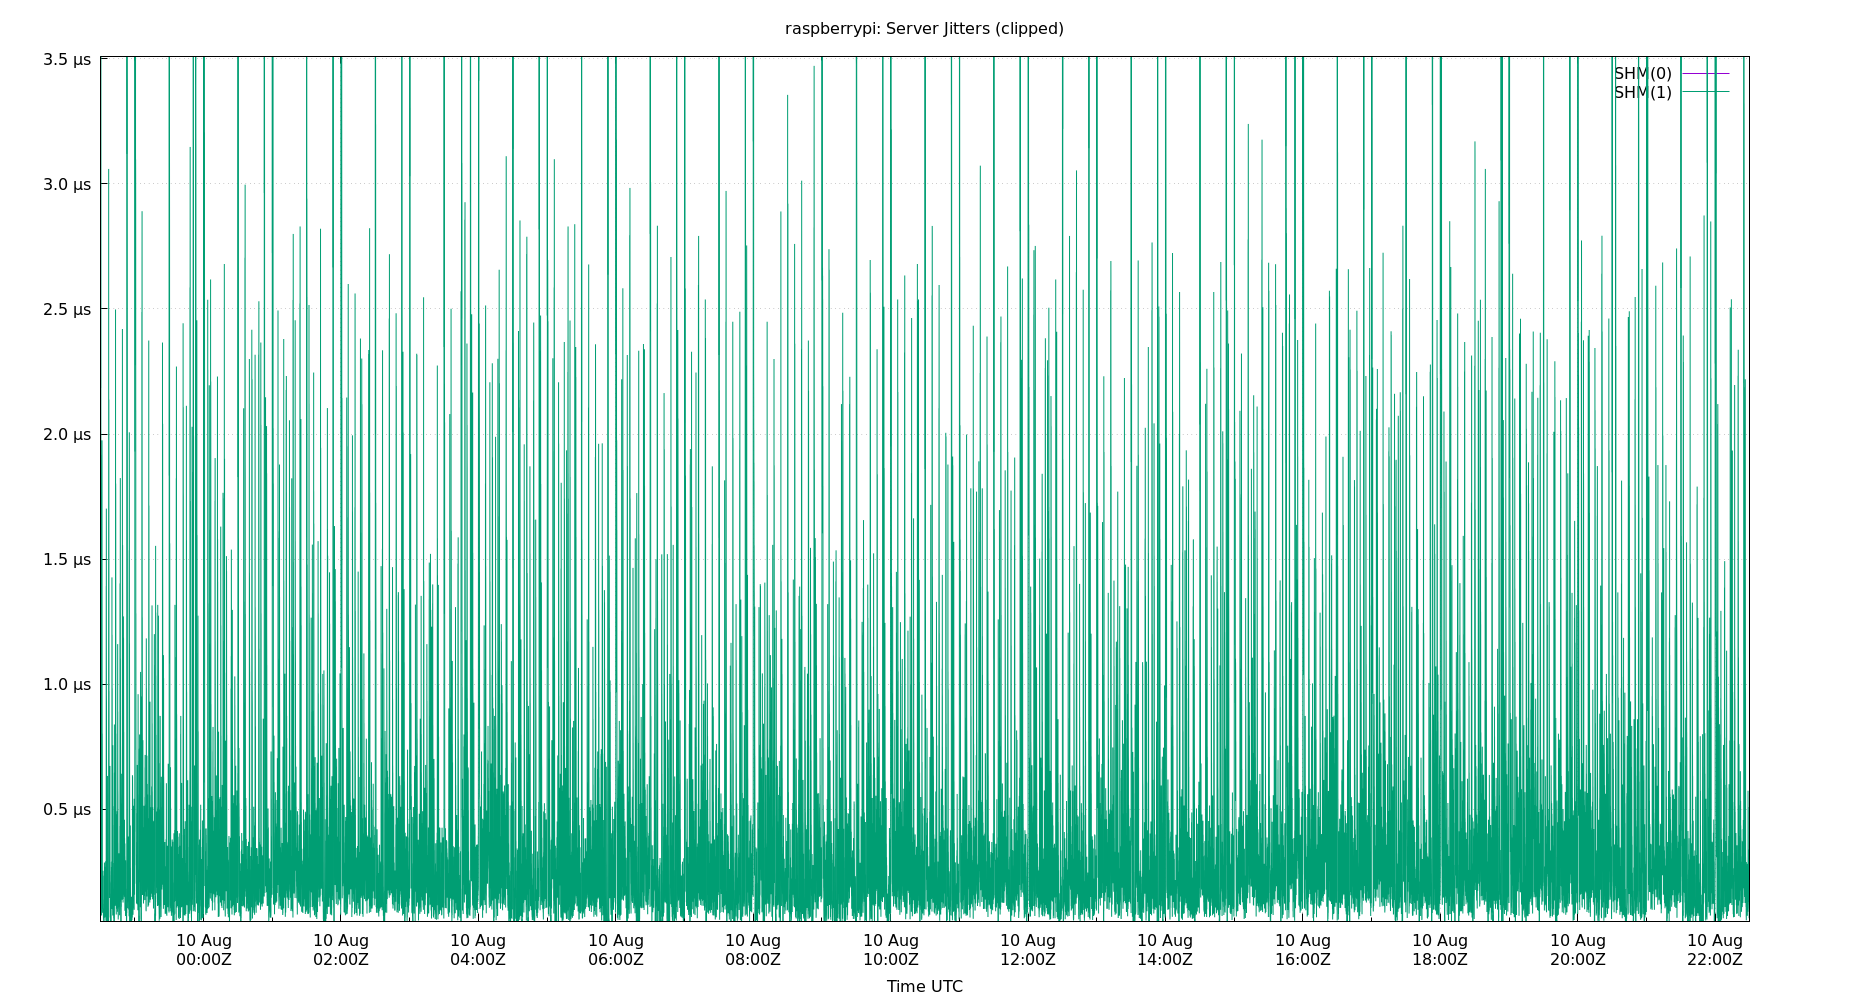 raspberrypi: Server Jitters (clipped)
3.5 µs
3.0 µs
2.5 µs
2.0 µs
1.5 µs
1.0 µs
0.5 µs
SHM(0)
SHM(1)
10 Aug 10 Aug 10 Aug 10 Aug 10 Aug 10 Aug 10 Aug 10 Aug 10 Aug 10 Aug 10 Aug 10 Aug
00:00Z 02:00Z 04:00Z 06:00Z 08:00Z 10:00Z 12:00Z 14:00Z 16:00Z 18:00Z 20:00Z 22:00Z
Time UTC